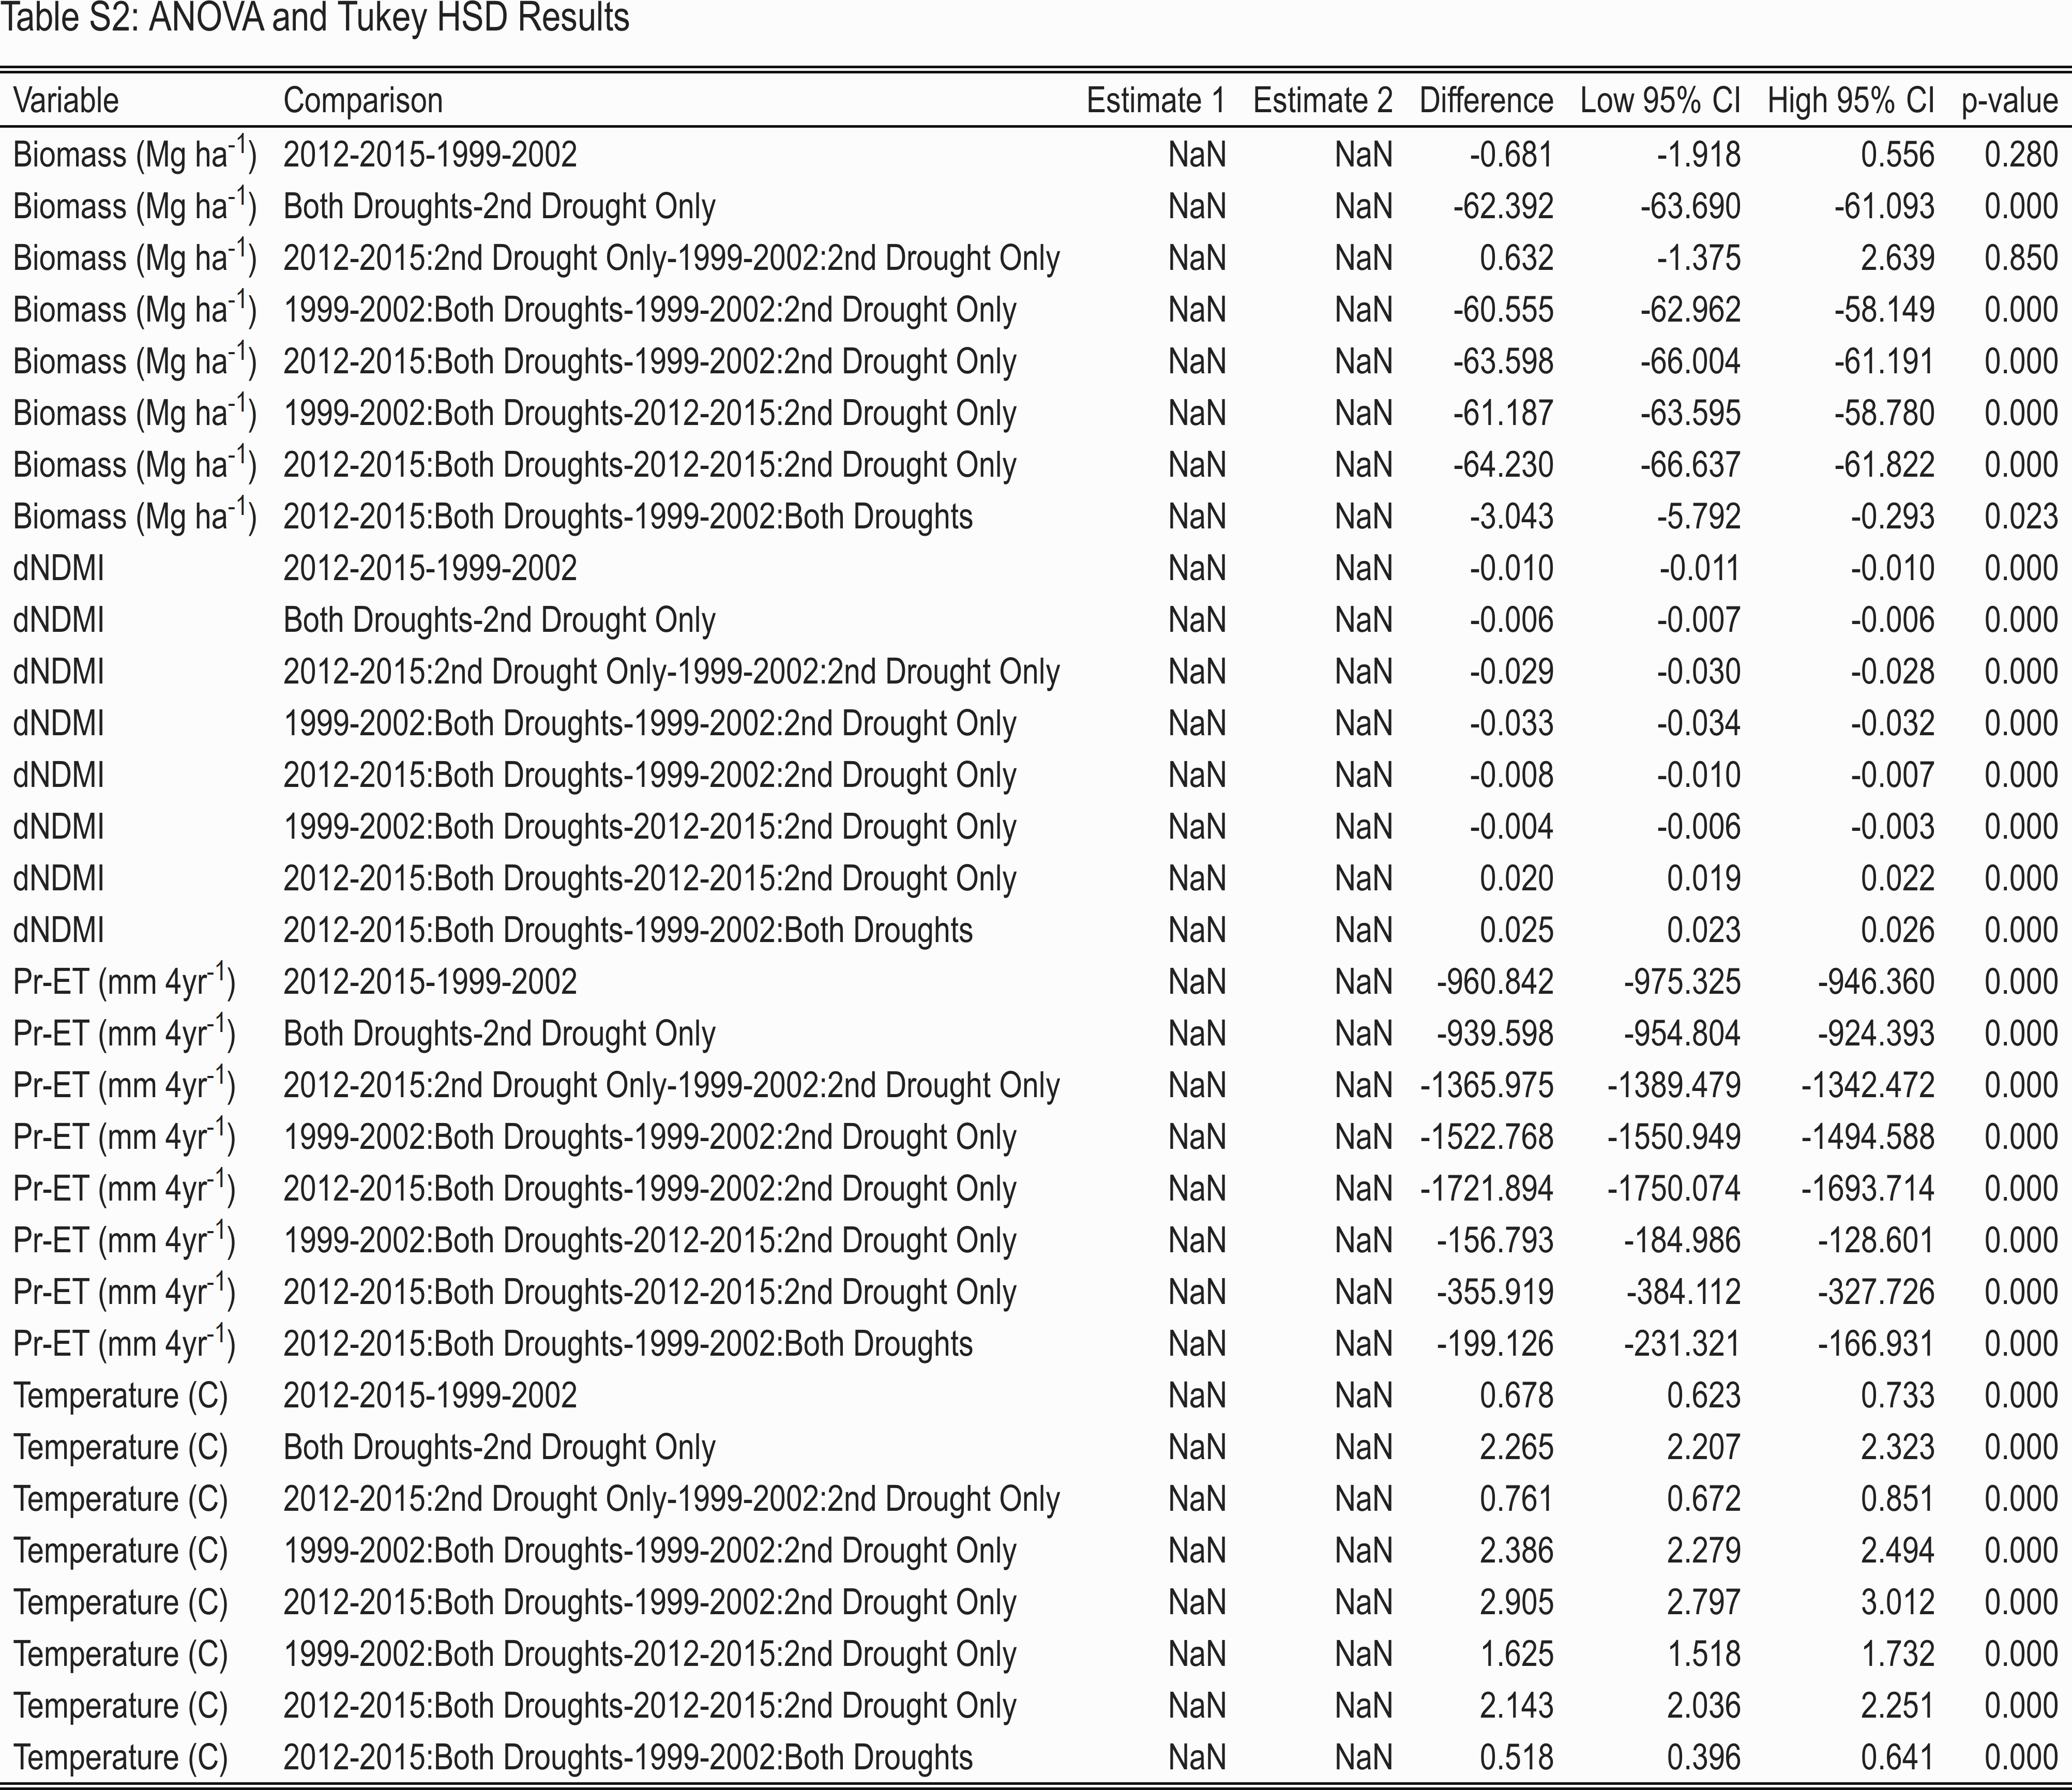 Table S2: ANOVA and Tukey HSD Results
Variable Comparison Estimate 1 Estimate 2 Difference Low 95% CI High 95% CI p-value
Biomass (Mg ha⁻¹) 2012-2015-1999-2002 NaN NaN -0.681 -1.918 0.556 0.280
Biomass (Mg ha⁻¹) Both Droughts-2nd Drought Only NaN NaN -62.392 -63.690 -61.093 0.000
Biomass (Mg ha⁻¹) 2012-2015:2nd Drought Only-1999-2002:2nd Drought Only NaN NaN 0.632 -1.375 2.639 0.850
Biomass (Mg ha⁻¹) 1999-2002:Both Droughts-1999-2002:2nd Drought Only NaN NaN -60.555 -62.962 -58.149 0.000
Biomass (Mg ha⁻¹) 2012-2015:Both Droughts-1999-2002:2nd Drought Only NaN NaN -63.598 -66.004 -61.191 0.000
Biomass (Mg ha⁻¹) 1999-2002:Both Droughts-2012-2015:2nd Drought Only NaN NaN -61.187 -63.595 -58.780 0.000
Biomass (Mg ha⁻¹) 2012-2015:Both Droughts-2012-2015:2nd Drought Only NaN NaN -64.230 -66.637 -61.822 0.000
Biomass (Mg ha⁻¹) 2012-2015:Both Droughts-1999-2002:Both Droughts NaN NaN -3.043 -5.792 -0.293 0.023
dNDMI 2012-2015-1999-2002 NaN NaN -0.010 -0.011 -0.010 0.000
dNDMI Both Droughts-2nd Drought Only NaN NaN -0.006 -0.007 -0.006 0.000
dNDMI 2012-2015:2nd Drought Only-1999-2002:2nd Drought Only NaN NaN -0.029 -0.030 -0.028 0.000
dNDMI 1999-2002:Both Droughts-1999-2002:2nd Drought Only NaN NaN -0.033 -0.034 -0.032 0.000
dNDMI 2012-2015:Both Droughts-1999-2002:2nd Drought Only NaN NaN -0.008 -0.010 -0.007 0.000
dNDMI 1999-2002:Both Droughts-2012-2015:2nd Drought Only NaN NaN -0.004 -0.006 -0.003 0.000
dNDMI 2012-2015:Both Droughts-2012-2015:2nd Drought Only NaN NaN 0.020 0.019 0.022 0.000
dNDMI 2012-2015:Both Droughts-1999-2002:Both Droughts NaN NaN 0.025 0.023 0.026 0.000
Pr-ET (mm 4yr⁻¹) 2012-2015-1999-2002 NaN NaN -960.842 -975.325 -946.360 0.000
Pr-ET (mm 4yr⁻¹) Both Droughts-2nd Drought Only NaN NaN -939.598 -954.804 -924.393 0.000
Pr-ET (mm 4yr⁻¹) 2012-2015:2nd Drought Only-1999-2002:2nd Drought Only NaN NaN -1365.975 -1389.479 -1342.472 0.000
Pr-ET (mm 4yr⁻¹) 1999-2002:Both Droughts-1999-2002:2nd Drought Only NaN NaN -1522.768 -1550.949 -1494.588 0.000
Pr-ET (mm 4yr⁻¹) 2012-2015:Both Droughts-1999-2002:2nd Drought Only NaN NaN -1721.894 -1750.074 -1693.714 0.000
Pr-ET (mm 4yr⁻¹) 1999-2002:Both Droughts-2012-2015:2nd Drought Only NaN NaN -156.793 -184.986 -128.601 0.000
Pr-ET (mm 4yr⁻¹) 2012-2015:Both Droughts-2012-2015:2nd Drought Only NaN NaN -355.919 -384.112 -327.726 0.000
Pr-ET (mm 4yr⁻¹) 2012-2015:Both Droughts-1999-2002:Both Droughts NaN NaN -199.126 -231.321 -166.931 0.000
Temperature (C) 2012-2015-1999-2002 NaN NaN 0.678 0.623 0.733 0.000
Temperature (C) Both Droughts-2nd Drought Only NaN NaN 2.265 2.207 2.323 0.000
Temperature (C) 2012-2015:2nd Drought Only-1999-2002:2nd Drought Only NaN NaN 0.761 0.672 0.851 0.000
Temperature (C) 1999-2002:Both Droughts-1999-2002:2nd Drought Only NaN NaN 2.386 2.279 2.494 0.000
Temperature (C) 2012-2015:Both Droughts-1999-2002:2nd Drought Only NaN NaN 2.905 2.797 3.012 0.000
Temperature (C) 1999-2002:Both Droughts-2012-2015:2nd Drought Only NaN NaN 1.625 1.518 1.732 0.000
Temperature (C) 2012-2015:Both Droughts-2012-2015:2nd Drought Only NaN NaN 2.143 2.036 2.251 0.000
Temperature (C) 2012-2015:Both Droughts-1999-2002:Both Droughts NaN NaN 0.518 0.396 0.641 0.000